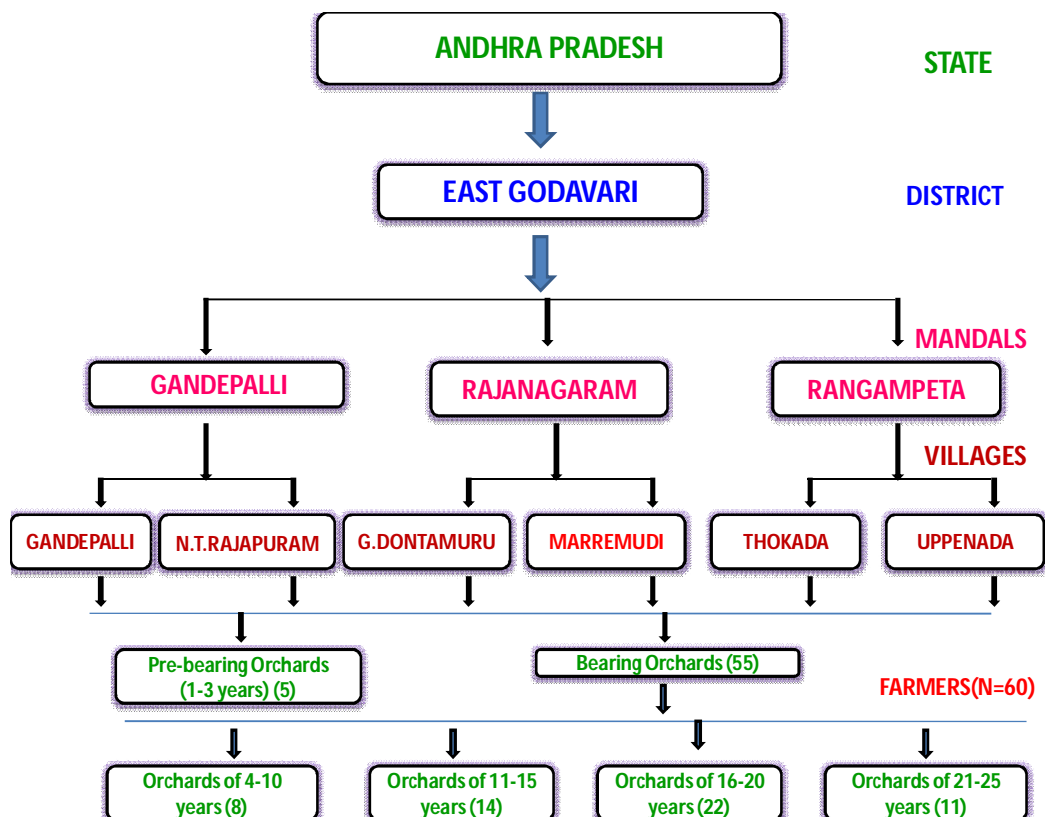 ANDHRA PRADESH
STATE
EAST GODAVARI
DISTRICT
MANDALS
GANDEPALLI
RAJANAGARAM
RANGAMPETA
VILLAGES
GANDEPALLI
N.T.RAJAPURAM
G.DONTAMURU
MARREMUDI
THOKADA
UPPENADA
Pre-bearing Orchards
(1-3 years) (5)
Bearing Orchards (55)
FARMERS(N=60)
Orchards of 4-10
years (8)
Orchards of 11-15
years (14)
Orchards of 16-20
years (22)
Orchards of 21-25
years (11)